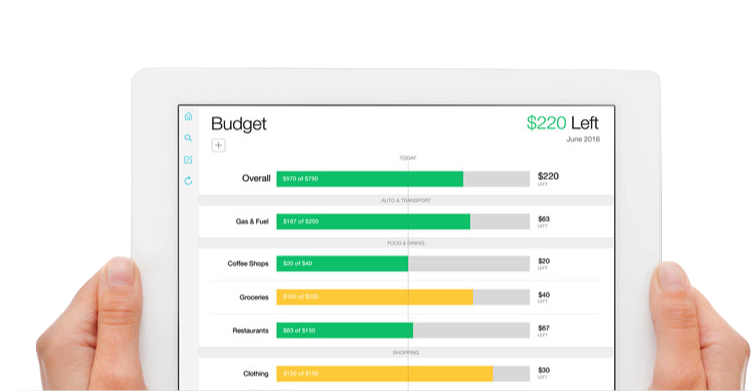 Budget
$220 Left
June 2016
+
TODAY
Overall
$570 of $790
$220
LEFT
AUTO & TRANSPORT
Gas & Fuel
$187 of $250
$63
LEFT
FOOD & DINING
Coffee Shops
$20 of $40
$20
LEFT
Groceries
$160 of $200
$40
LEFT
Restaurants
$83 of $150
$67
LEFT
SHOPPING
Clothing
$120 of $150
$30
LEFT